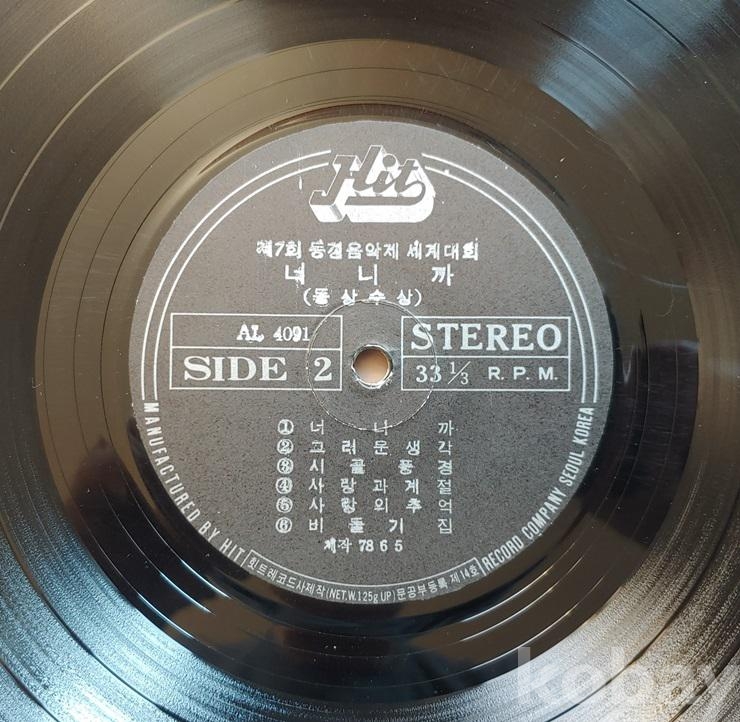 Hit
제7회 동경음악제 세계대회
너 니 까
(동 상 수 상)
AL 4091
SIDE 2
STEREO
33 1/3 R. P. M.
① 너 니 까
② 그 리 운 생 각
③ 시 골 풍 경
④ 사 랑 과 계 절
⑤ 사 랑 의 추 억
⑥ 비 둘 기 집
제작 78 6 5
MANUFACTURED BY HIT RECORD COMPANY SEOUL KOREA
힛트레코드사제작 (NET.W.125g UP) 문공부등록 제14호
kobay